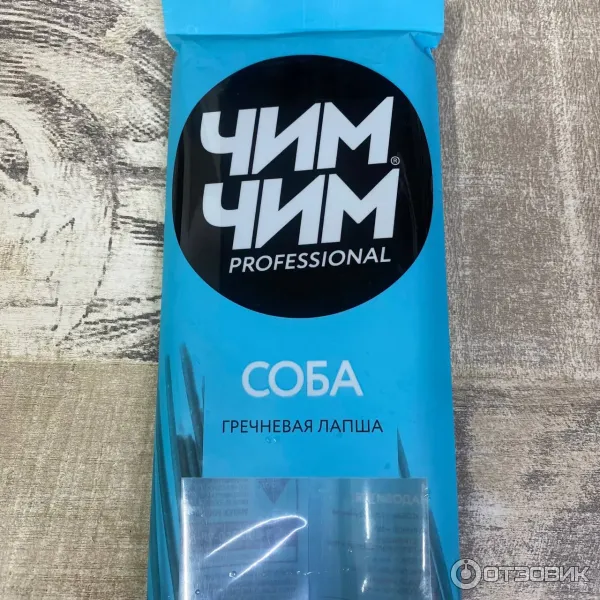 ЧИМ
ЧИМ®
PROFESSIONAL
СОБА
ГРЕЧНЕВАЯ ЛАПША
ОТЗОВИК